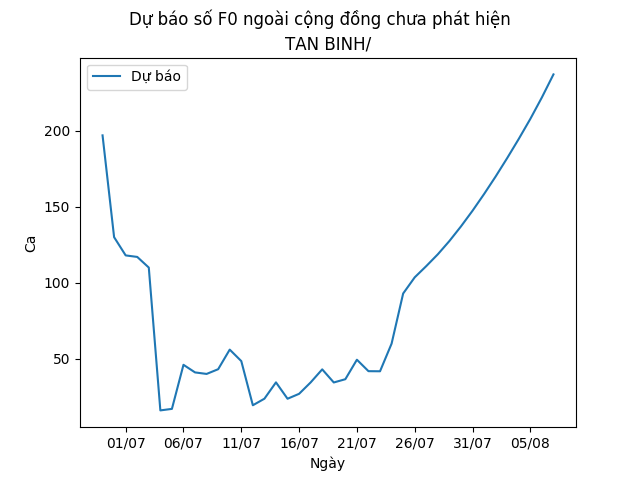 Dự báo số F0 ngoài cộng đồng chưa phát hiện
TAN BINH/
Dự báo
Ca
200
150
100
50
01/07 06/07 11/07 16/07 21/07 26/07 31/07 05/08
Ngày